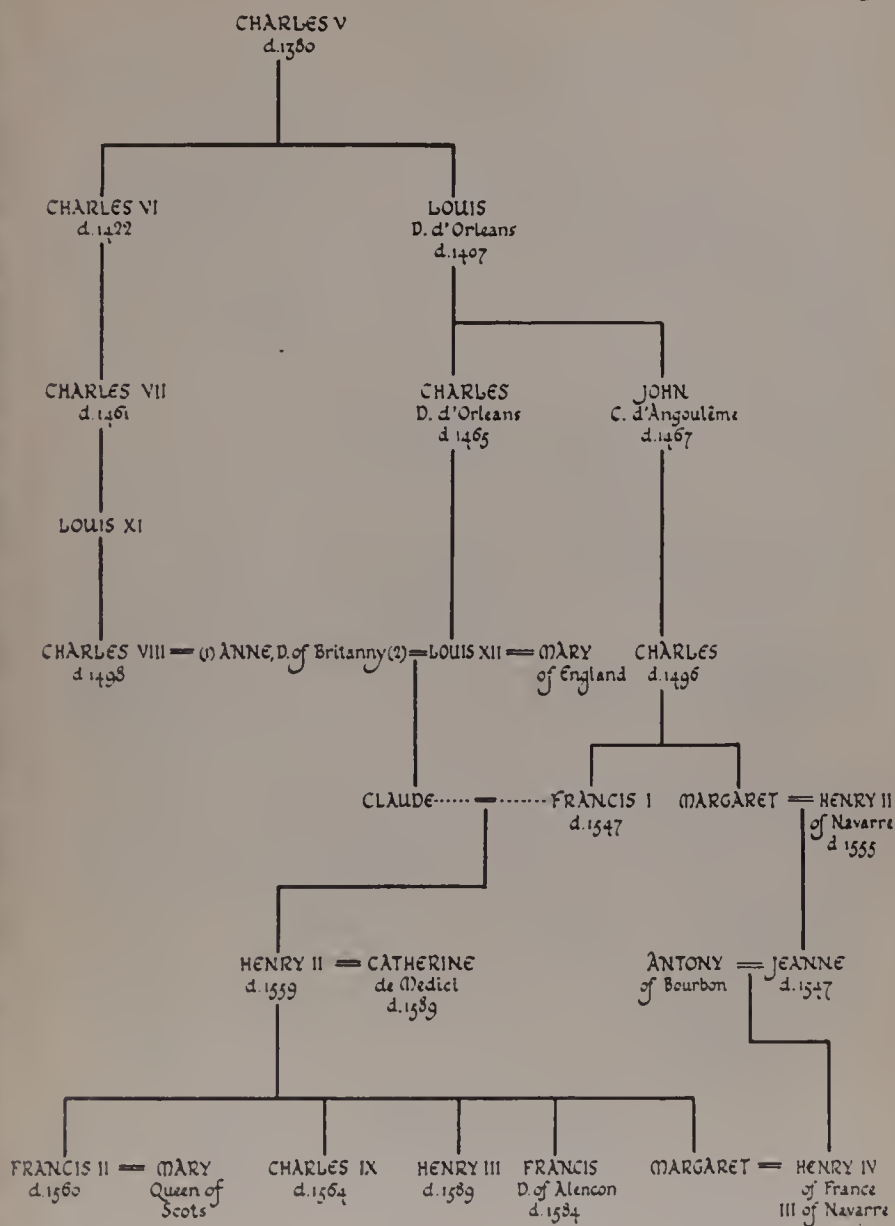 CHARLES V
d.1380
CHARLES VI
d.1422
LOUIS
D. d'Orleans
d.1407
CHARLES VII
d.1461
CHARLES
D. d'Orleans
d 1465
JOHN
C. d'Angoulême
d.1467
LOUIS XI
CHARLES VIII = (1) ANNE, D. of Britanny (2) = LOUIS XII = MARY
of England
d 1498
CHARLES
d.1496
CLAUDE ...... = ...... FRANCIS I
d.1547
MARGARET = HENRY II
of Navarre
d 1555
HENRY II = CATHERINE
d.1559
de Medici
d.1589
ANTONY = JEANNE
of Bourbon
d.1547
FRANCIS II = MARY
d.1560
Queen of
Scots
CHARLES IX
d.1564
HENRY III
d.1589
FRANCIS
D. of Alencon
d.1584
MARGARET = HENRY IV
of France
III of Navarre